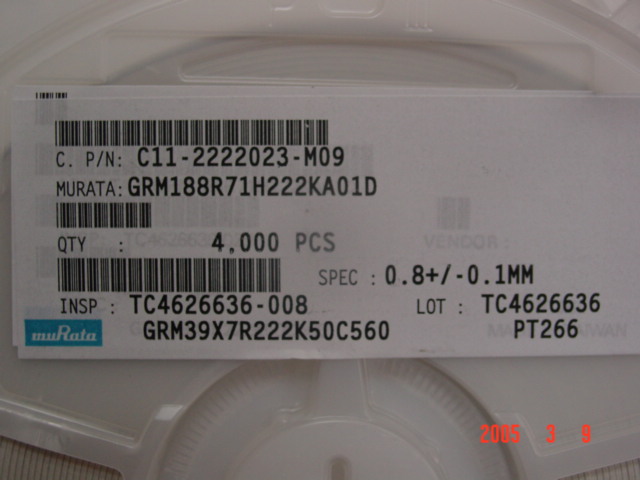 C. P/N: C11-2222023-M09
MURATA: GRM188R71H222KA01D
QTY : 4,000 PCS
VENDOR :
SPEC : 0.8+/-0.1MM
INSP : TC4626636-008 LOT : TC4626636
muRata GRM39X7R222K50C560 PT266
2005 3 9